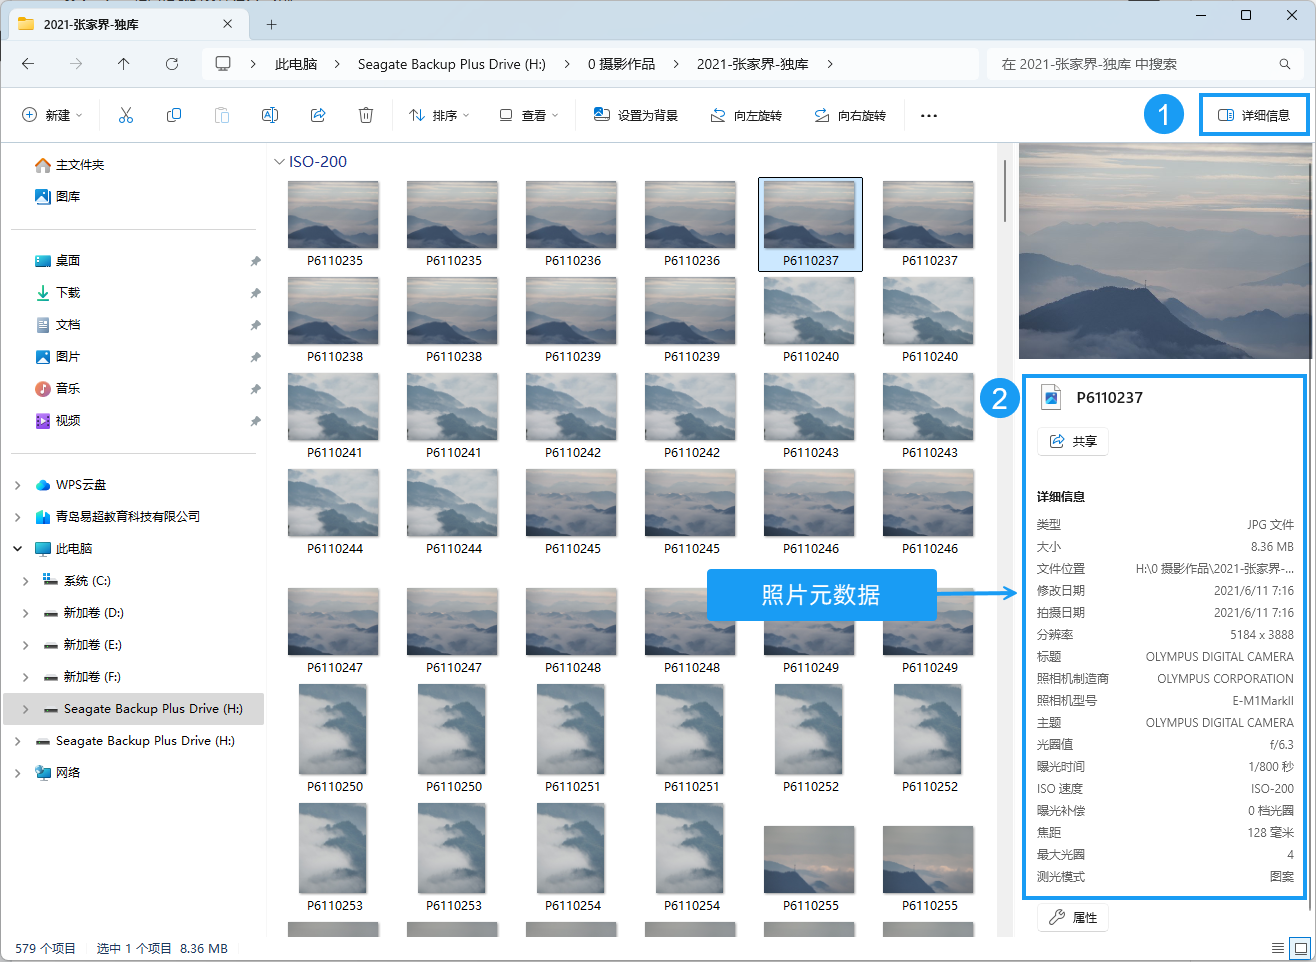 2021-张家界-独库
此电脑 Seagate Backup Plus Drive (H:) 0 摄影作品 2021-张家界-独库
在 2021-张家界-独库 中搜索
新建 排序 查看 设置为背景 向左旋转 向右旋转 ... 1 详细信息
主文件夹
图库
桌面
下载
文档
图片
音乐
视频
WPS云盘
青岛易超教育科技有限公司
此电脑
系统 (C:)
新加卷 (D:)
新加卷 (E:)
新加卷 (F:)
Seagate Backup Plus Drive (H:)
Seagate Backup Plus Drive (H:)
网络
ISO-200
P6110235 P6110235 P6110236 P6110236 P6110237 P6110237
P6110238 P6110238 P6110239 P6110239 P6110240 P6110240
P6110241 P6110241 P6110242 P6110242 P6110243 P6110243
P6110244 P6110244 P6110245 P6110245 P6110246 P6110246
照片元数据
P6110247 P6110247 P6110248 P6110248 P6110249 P6110249
P6110250 P6110250 P6110251 P6110251 P6110252 P6110252
P6110253 P6110253 P6110254 P6110254 P6110255 P6110255
2
P6110237
共享
详细信息
类型 JPG 文件
大小 8.36 MB
文件位置 H:\0 摄影作品\2021-张家界-...
修改日期 2021/6/11 7:16
拍摄日期 2021/6/11 7:16
分辨率 5184 x 3888
标题 OLYMPUS DIGITAL CAMERA
照相机制造商 OLYMPUS CORPORATION
照相机型号 E-M1MarkII
主题 OLYMPUS DIGITAL CAMERA
光圈值 f/6.3
曝光时间 1/800 秒
ISO 速度 ISO-200
曝光补偿 0 档光圈
焦距 128 毫米
最大光圈 4
测光模式 图案
属性
579 个项目 选中 1 个项目 8.36 MB